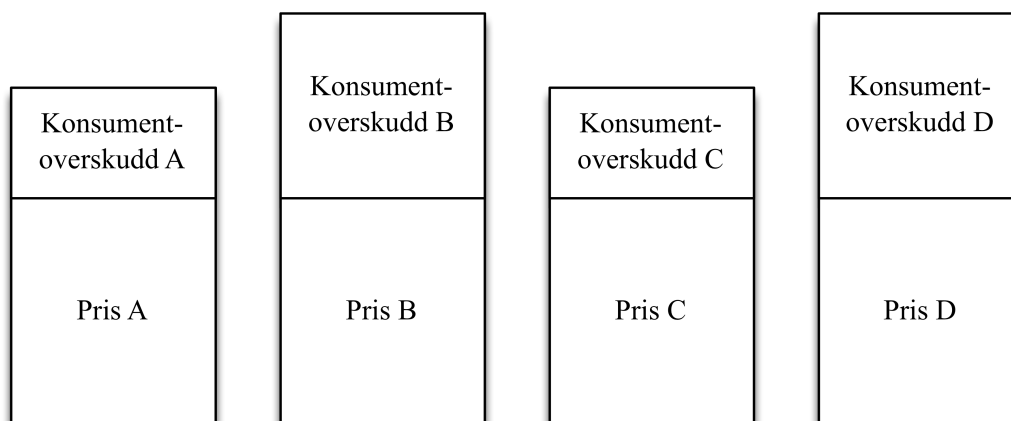 Konsument-
overskudd A
Pris A
Konsument-
overskudd B
Pris B
Konsument-
overskudd C
Pris C
Konsument-
overskudd D
Pris D